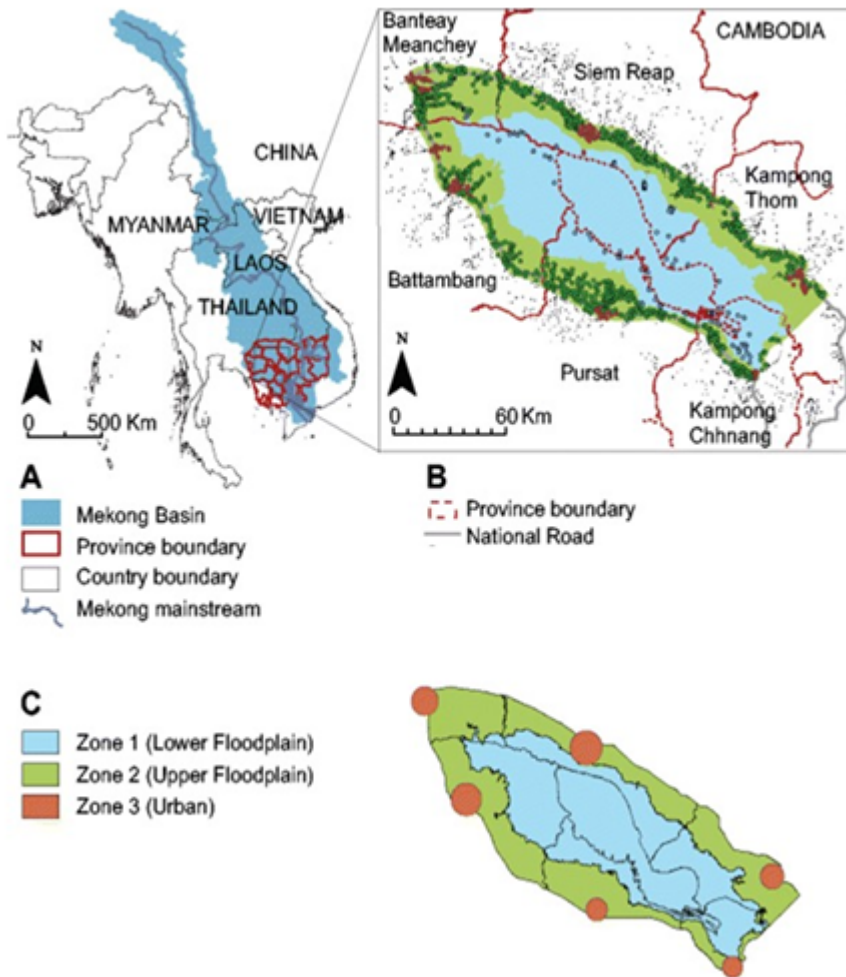 CHINA
MYANMAR
VIETNAM
LAOS
THAILAND
N
0 500 Km
Banteay
Meanchey
CAMBODIA
Siem Reap
Kampong
Thom
Battambang
Pursat
Kampong
Chhnang
N
0 60 Km
A
Mekong Basin
Province boundary
Country boundary
Mekong mainstream
B
Province boundary
National Road
C
Zone 1 (Lower Floodplain)
Zone 2 (Upper Floodplain)
Zone 3 (Urban)